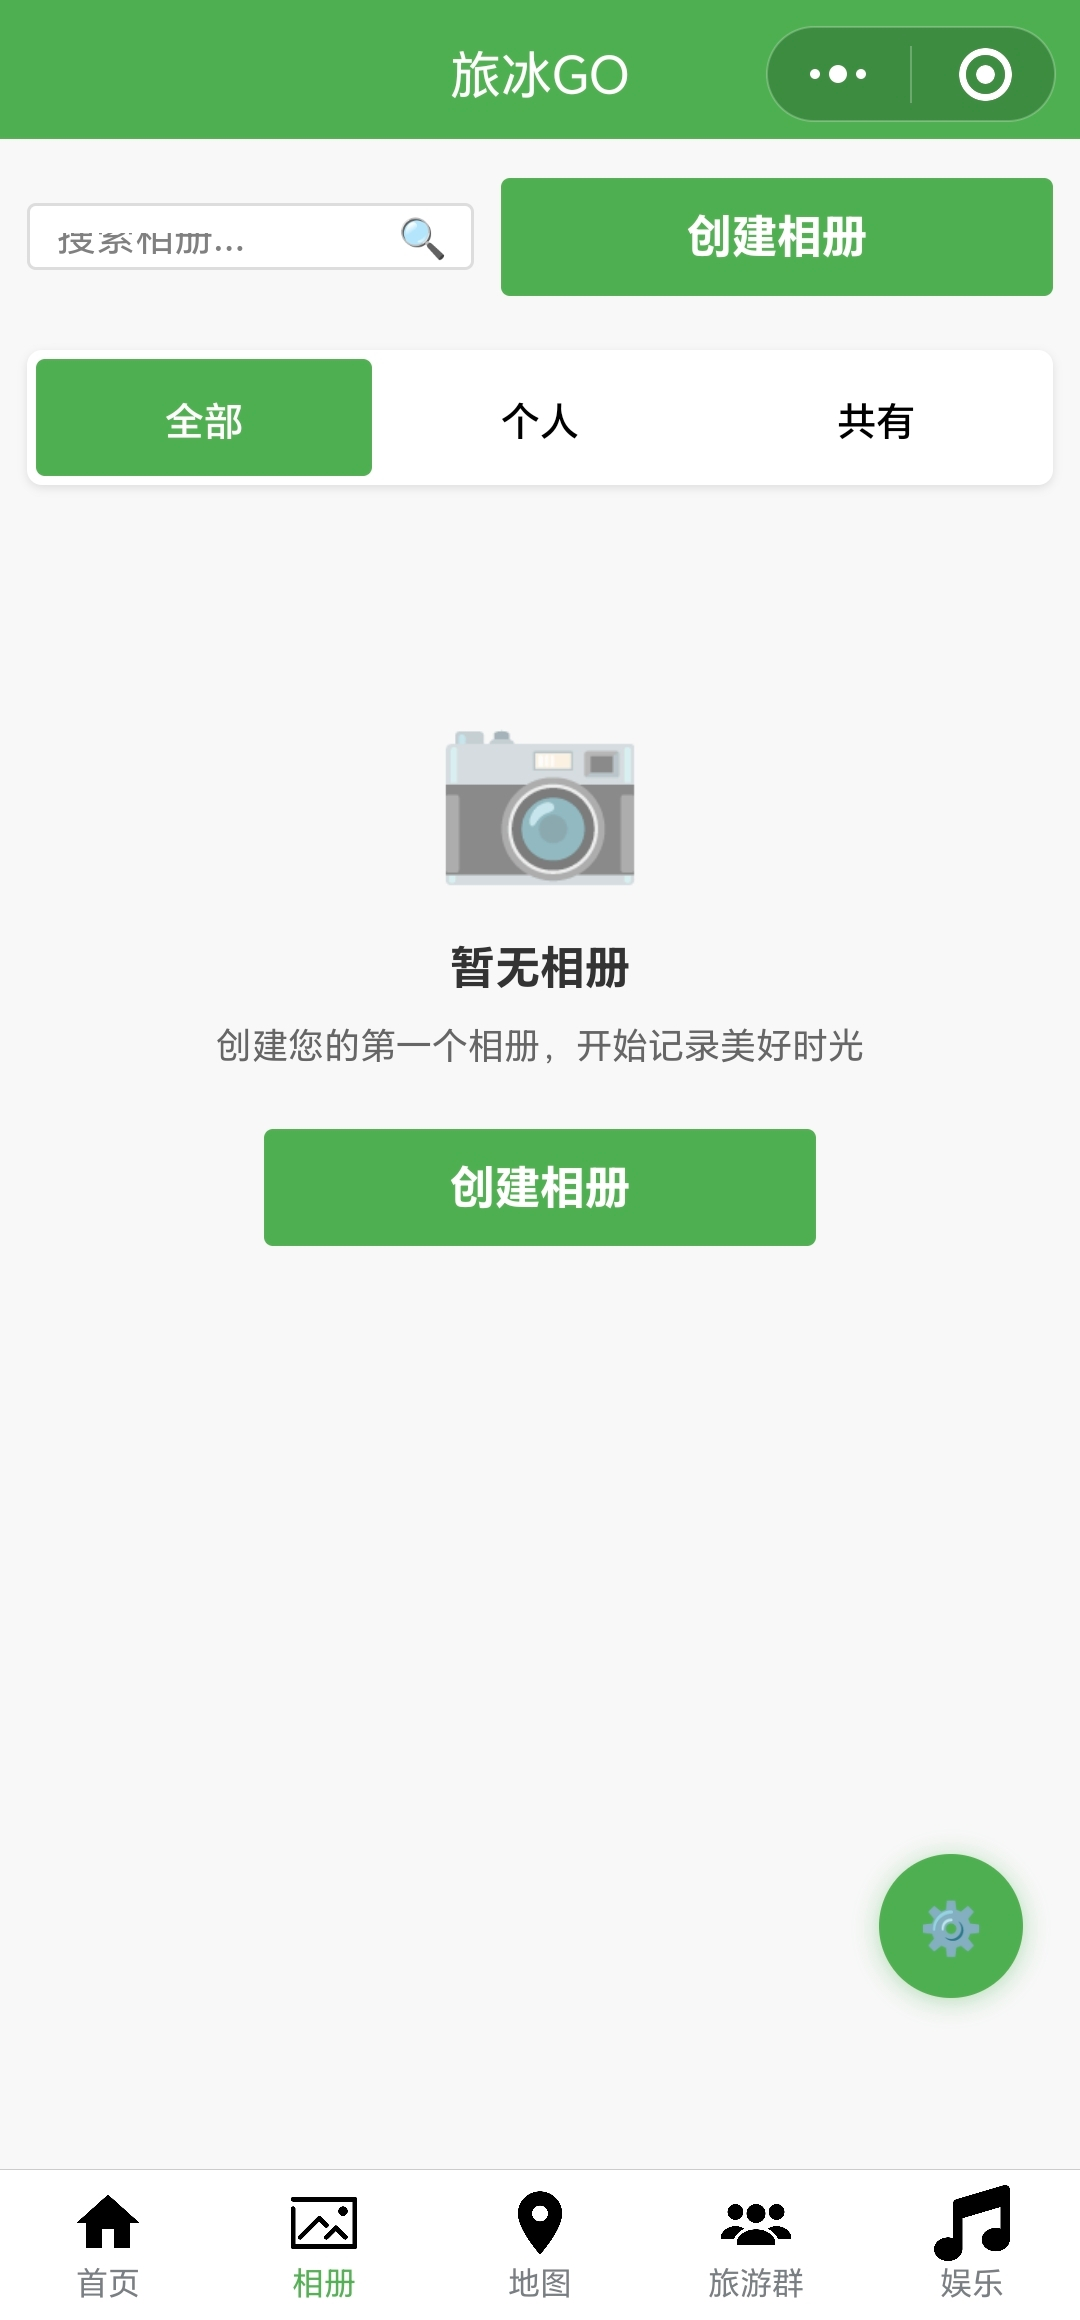 旅冰GO
搜索相册...
创建相册
全部
个人
共有
暂无相册
创建您的第一个相册，开始记录美好时光
创建相册
首页
相册
地图
旅游群
娱乐